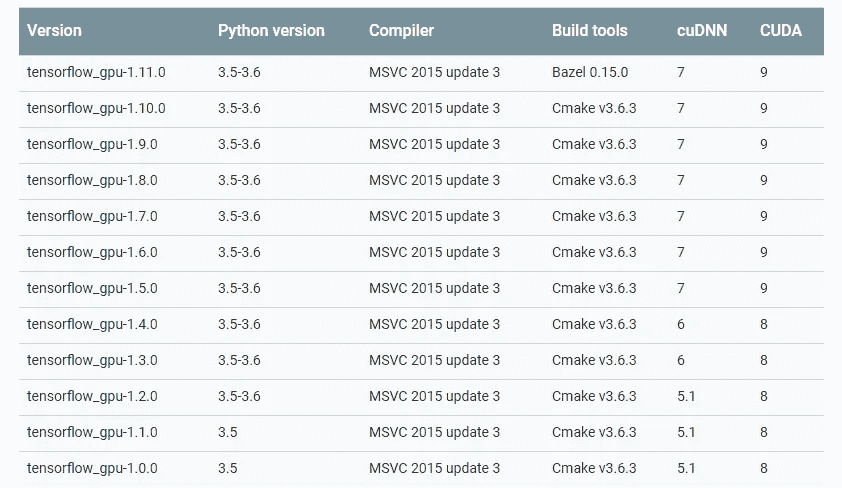 Version Python version Compiler Build tools cuDNN CUDA
tensorflow_gpu-1.11.0 3.5-3.6 MSVC 2015 update 3 Bazel 0.15.0 7 9
tensorflow_gpu-1.10.0 3.5-3.6 MSVC 2015 update 3 Cmake v3.6.3 7 9
tensorflow_gpu-1.9.0 3.5-3.6 MSVC 2015 update 3 Cmake v3.6.3 7 9
tensorflow_gpu-1.8.0 3.5-3.6 MSVC 2015 update 3 Cmake v3.6.3 7 9
tensorflow_gpu-1.7.0 3.5-3.6 MSVC 2015 update 3 Cmake v3.6.3 7 9
tensorflow_gpu-1.6.0 3.5-3.6 MSVC 2015 update 3 Cmake v3.6.3 7 9
tensorflow_gpu-1.5.0 3.5-3.6 MSVC 2015 update 3 Cmake v3.6.3 7 9
tensorflow_gpu-1.4.0 3.5-3.6 MSVC 2015 update 3 Cmake v3.6.3 6 8
tensorflow_gpu-1.3.0 3.5-3.6 MSVC 2015 update 3 Cmake v3.6.3 6 8
tensorflow_gpu-1.2.0 3.5-3.6 MSVC 2015 update 3 Cmake v3.6.3 5.1 8
tensorflow_gpu-1.1.0 3.5 MSVC 2015 update 3 Cmake v3.6.3 5.1 8
tensorflow_gpu-1.0.0 3.5 MSVC 2015 update 3 Cmake v3.6.3 5.1 8